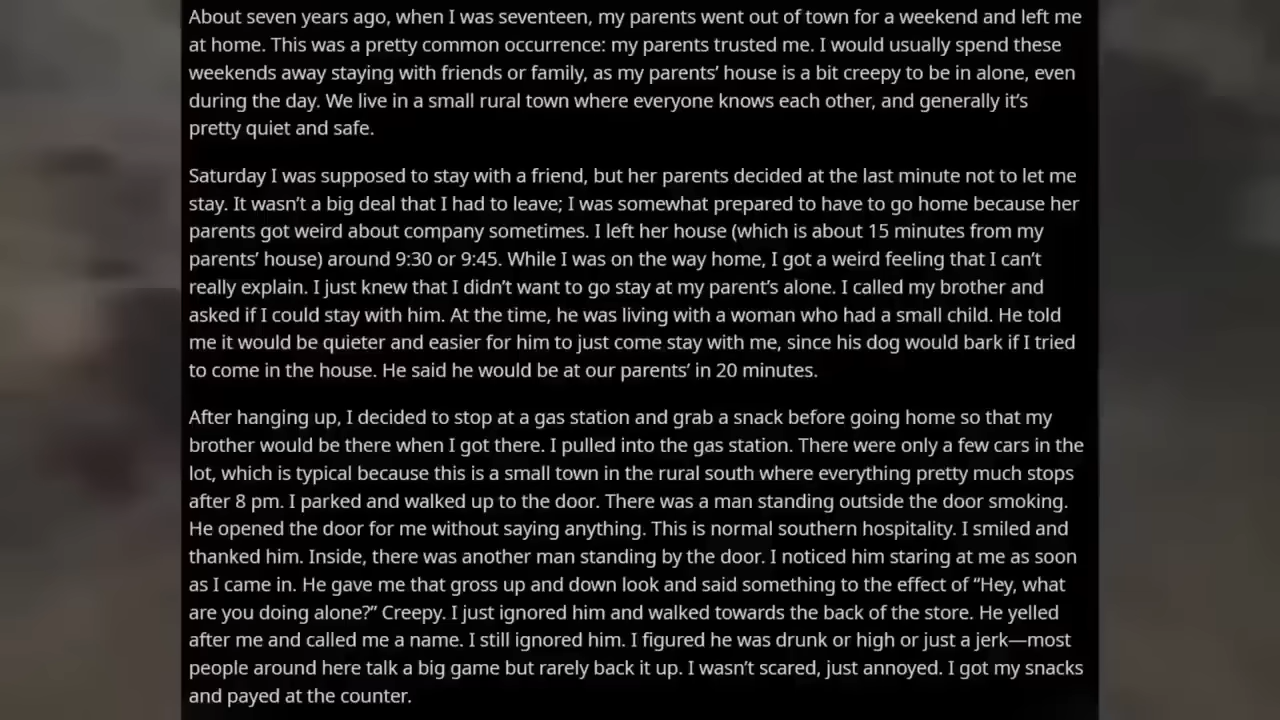 About seven years ago, when I was seventeen, my parents went out of town for a weekend and left me
at home. This was a pretty common occurrence: my parents trusted me. I would usually spend these
weekends away staying with friends or family, as my parents’ house is a bit creepy to be in alone, even
during the day. We live in a small rural town where everyone knows each other, and generally it’s
pretty quiet and safe.
Saturday I was supposed to stay with a friend, but her parents decided at the last minute not to let me
stay. It wasn’t a big deal that I had to leave; I was somewhat prepared to have to go home because her
parents got weird about company sometimes. I left her house (which is about 15 minutes from my
parents’ house) around 9:30 or 9:45. While I was on the way home, I got a weird feeling that I can’t
really explain. I just knew that I didn’t want to go stay at my parent’s alone. I called my brother and
asked if I could stay with him. At the time, he was living with a woman who had a small child. He told
me it would be quieter and easier for him to just come stay with me, since his dog would bark if I tried
to come in the house. He said he would be at our parents’ in 20 minutes.
After hanging up, I decided to stop at a gas station and grab a snack before going home so that my
brother would be there when I got there. I pulled into the gas station. There were only a few cars in the
lot, which is typical because this is a small town in the rural south where everything pretty much stops
after 8 pm. I parked and walked up to the door. There was a man standing outside the door smoking.
He opened the door for me without saying anything. This is normal southern hospitality. I smiled and
thanked him. Inside, there was another man standing by the door. I noticed him staring at me as soon
as I came in. He gave me that gross up and down look and said something to the effect of “Hey, what
are you doing alone?” Creepy. I just ignored him and walked towards the back of the store. He yelled
after me and called me a name. I still ignored him. I figured he was drunk or high or just a jerk—most
people around here talk a big game but rarely back it up. I wasn’t scared, just annoyed. I got my snacks
and payed at the counter.